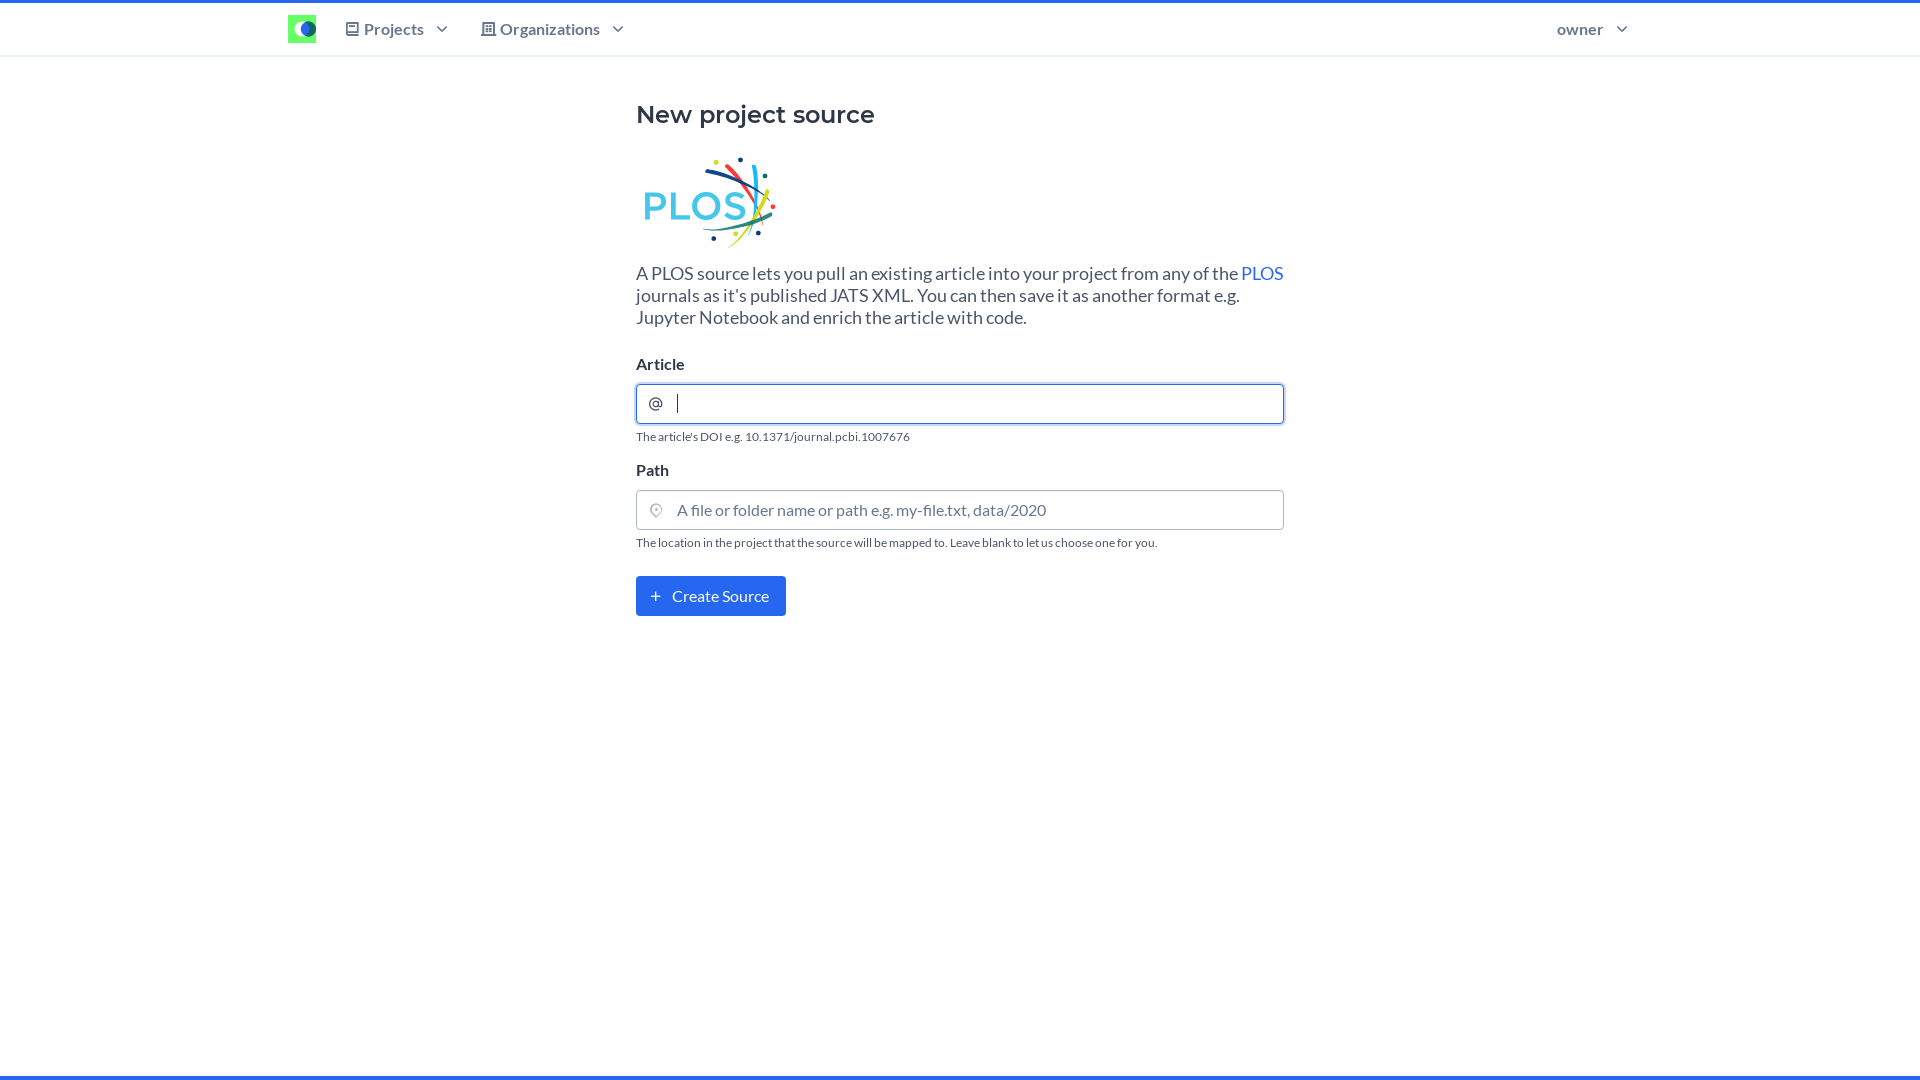 Projects
Organizations
owner
New project source
PLOS
A PLOS source lets you pull an existing article into your project from any of the PLOS
journals as it's published JATS XML. You can then save it as another format e.g.
Jupyter Notebook and enrich the article with code.
Article
@
The article's DOI e.g. 10.1371/journal.pcbi.1007676
Path
A file or folder name or path e.g. my-file.txt, data/2020
The location in the project that the source will be mapped to. Leave blank to let us choose one for you.
+ Create Source